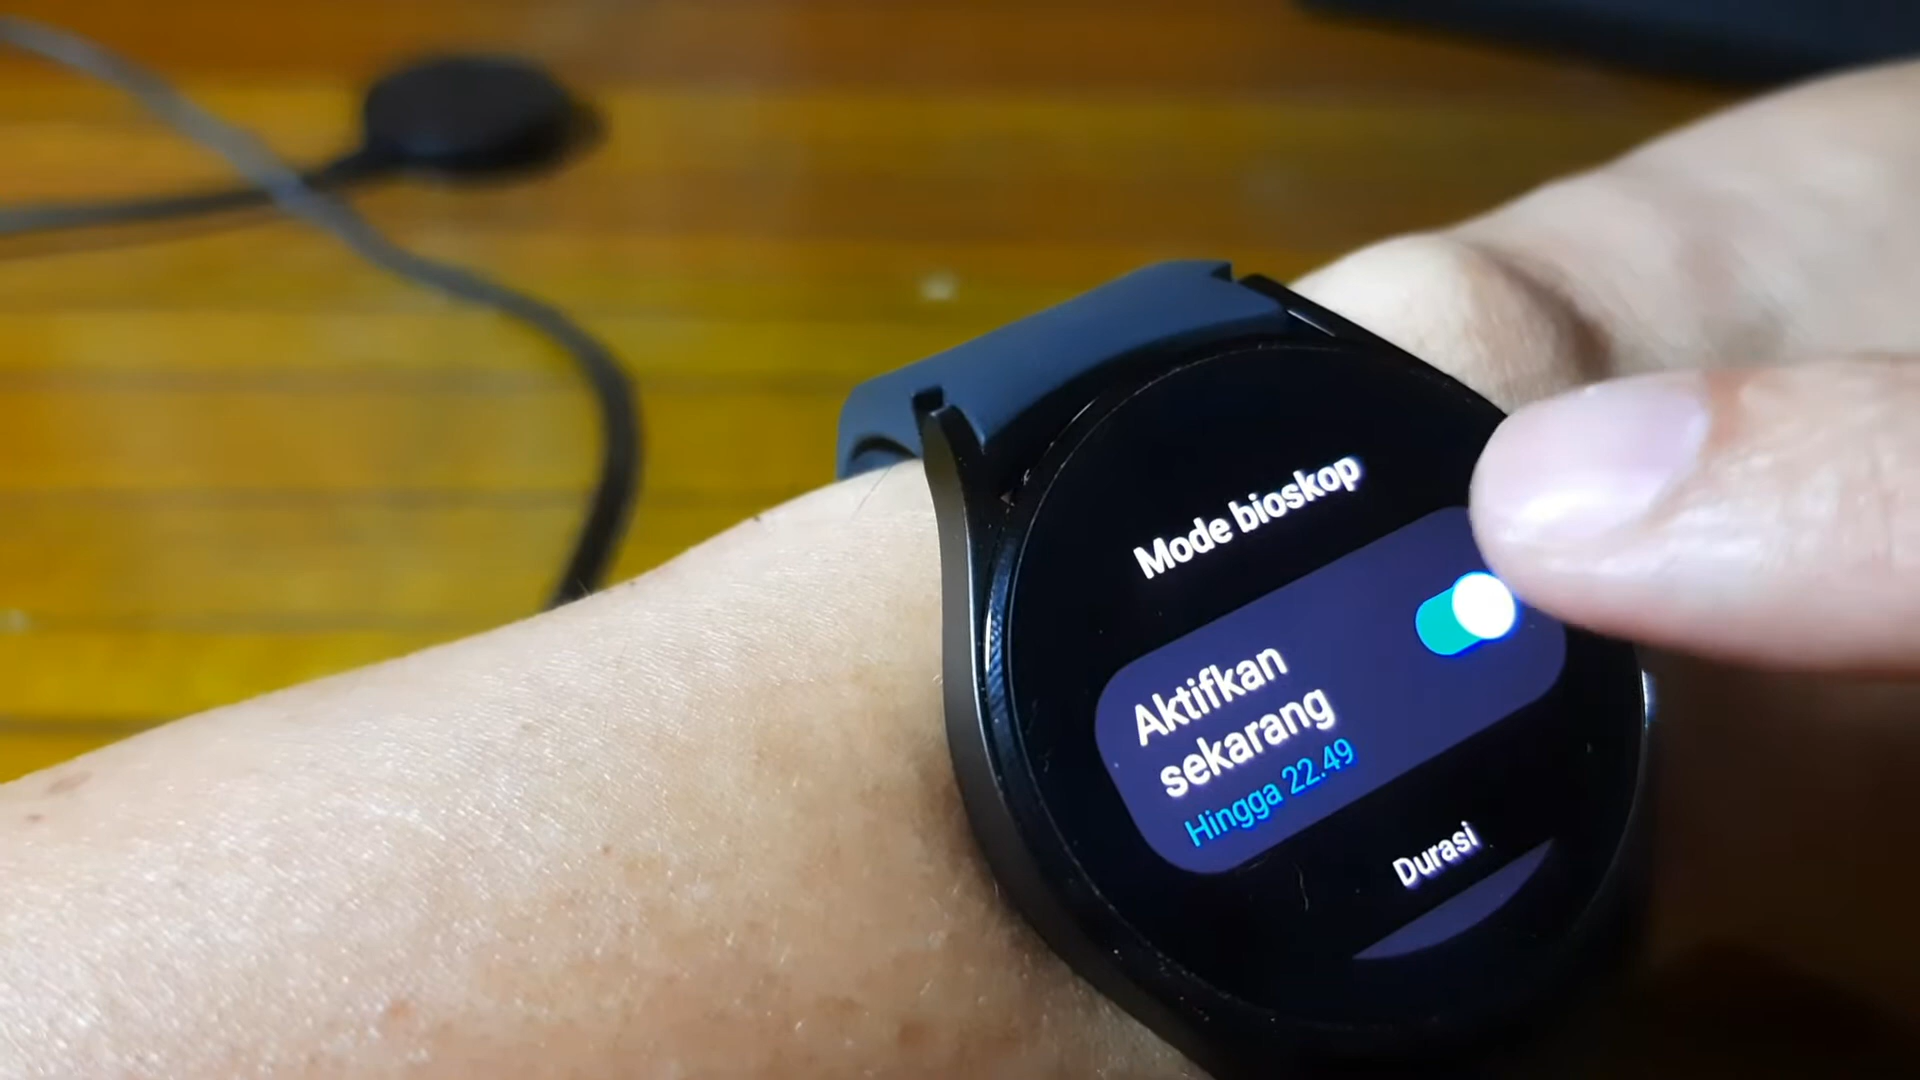 Mode bioskop
Aktifkan
sekarang
Hingga 22.49
Durasi